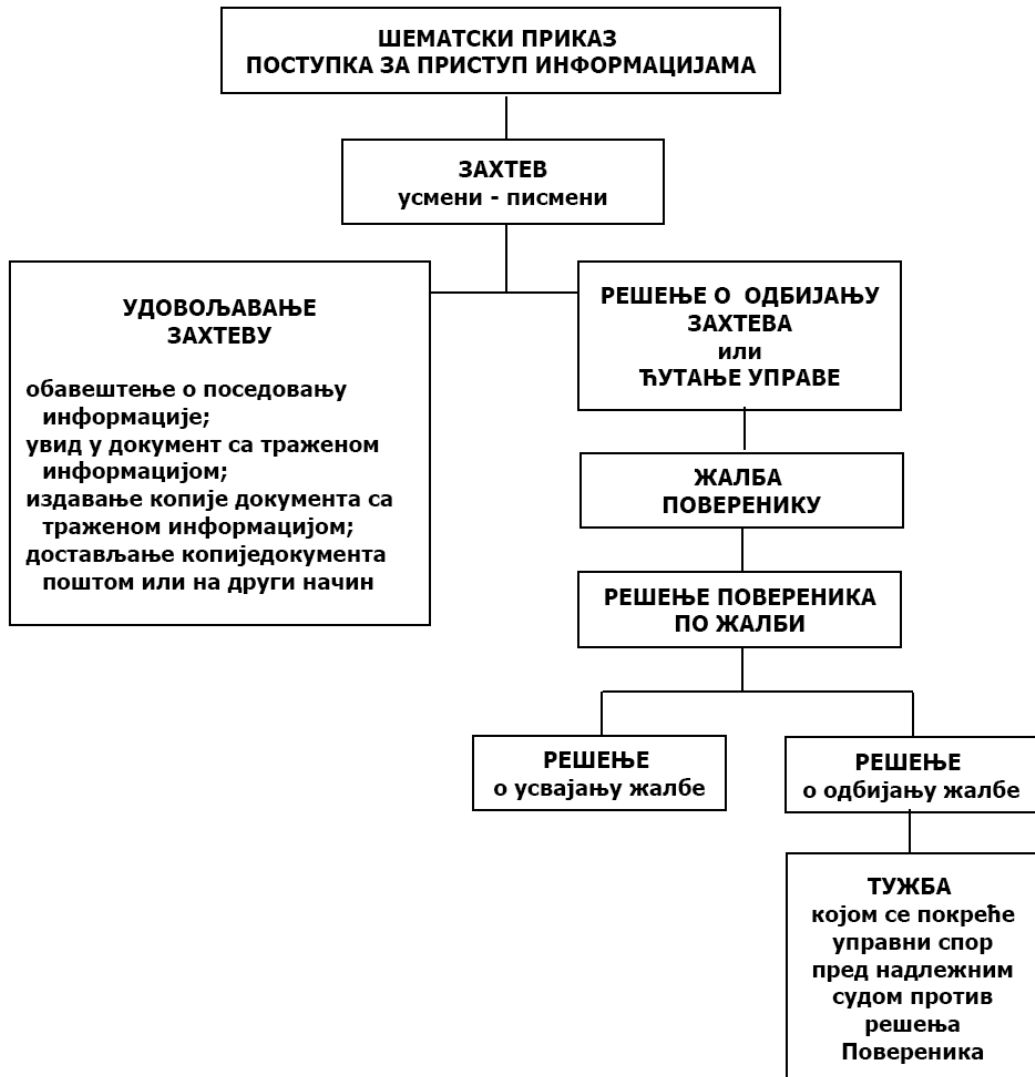 ШЕМАТСКИ ПРИКАЗ
ПОСТУПКА ЗА ПРИСТУП ИНФОРМАЦИЈАМА
ЗАХТЕВ
усмени - писмени
УДОВОЉАВАЊЕ
ЗАХТЕВУ
обавештење о поседовању
информације;
увид у документ са траженом
информацијом;
издавање копије документа са
траженом информацијом;
достављање копиједокумента
поштом или на други начин
РЕШЕЊЕ О ОДБИЈАЊУ
ЗАХТЕВА
или
ЋУТАЊЕ УПРАВЕ
ЖАЛБА
ПОВЕРЕНИКУ
РЕШЕЊЕ ПОВЕРЕНИКА
ПО ЖАЛБИ
РЕШЕЊЕ
о усвајању жалбе
РЕШЕЊЕ
о одбијању жалбе
ТУЖБА
којом се покреће
управни спор
пред надлежним
судом против
решења
Повереника